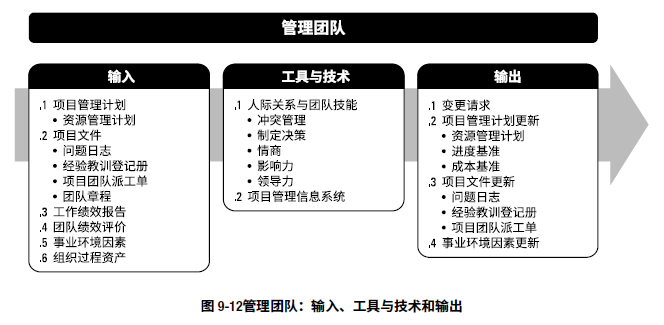 管理团队
输入
.1 项目管理计划
• 资源管理计划
.2 项目文件
• 问题日志
• 经验教训登记册
• 项目团队派工单
• 团队章程
.3 工作绩效报告
.4 团队绩效评价
.5 事业环境因素
.6 组织过程资产
工具与技术
.1 人际关系与团队技能
• 冲突管理
• 制定决策
• 情商
• 影响力
• 领导力
.2 项目管理信息系统
输出
.1 变更请求
.2 项目管理计划更新
• 资源管理计划
• 进度基准
• 成本基准
.3 项目文件更新
• 问题日志
• 经验教训登记册
• 项目团队派工单
.4 事业环境因素更新
图 9-12管理团队：输入、工具与技术和输出